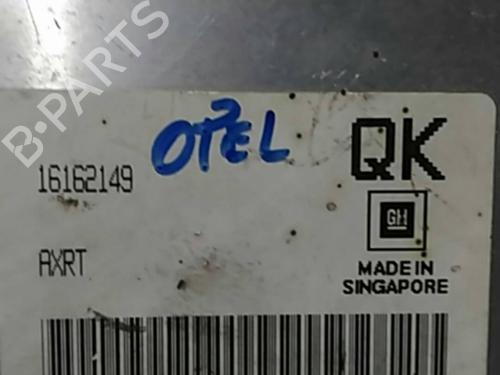 B-PARTS
16162149
OPEL
QK
AXRT
GM
MADE IN
SINGAPORE